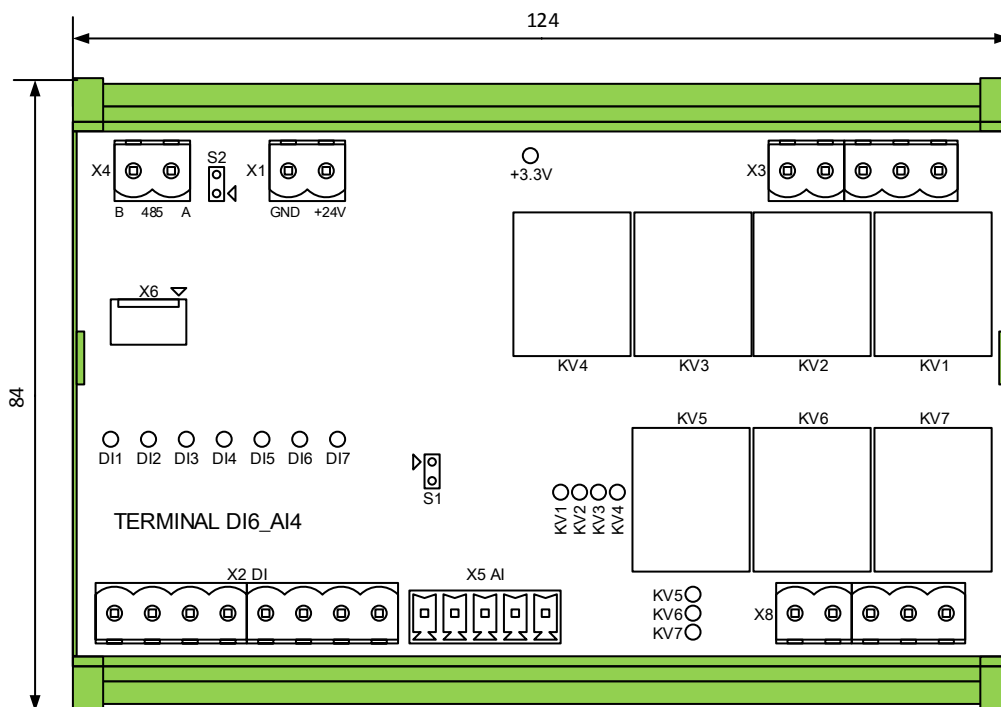 124
84
X4
B 485 A
S2
X1
GND +24V
+3.3V
X3
X6
KV4 KV3 KV2 KV1
KV5 KV6 KV7
DI1 DI2 DI3 DI4 DI5 DI6 DI7
S1
KV1
KV2
KV3
KV4
TERMINAL DI6_AI4
X2 DI
X5 AI
KV5
KV6
KV7
X8